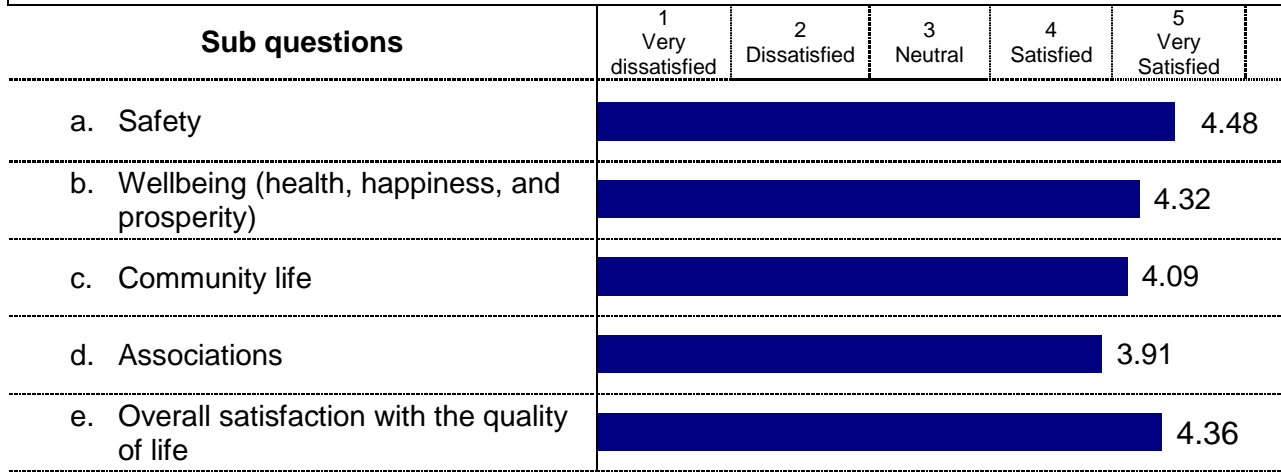 Sub questions
1
Very
dissatisfied
2
Dissatisfied
3
Neutral
4
Satisfied
5
Very
Satisfied
a. Safety
4.48
b. Wellbeing (health, happiness, and
prosperity)
4.32
c. Community life
4.09
d. Associations
3.91
e. Overall satisfaction with the quality
of life
4.36